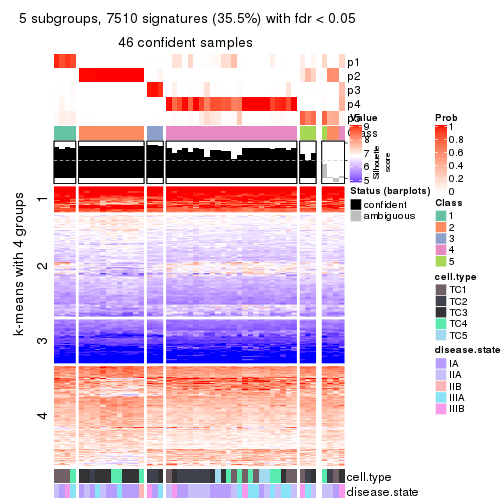 5 subgroups, 7510 signatures (35.5%) with fdr < 0.05
46 confident samples
p1
p2
p3
p4
p5
Class
k-means with 4 groups
1
2
3
4
cell.type
disease.state
Value
9
8
7
6
5
Silhouette
score
Status (barplots)
confident
ambiguous
Prob
1
0.8
0.6
0.4
0.2
0
Class
1
2
3
4
5
cell.type
TC1
TC2
TC3
TC4
TC5
disease.state
IA
IIA
IIB
IIIA
IIIB